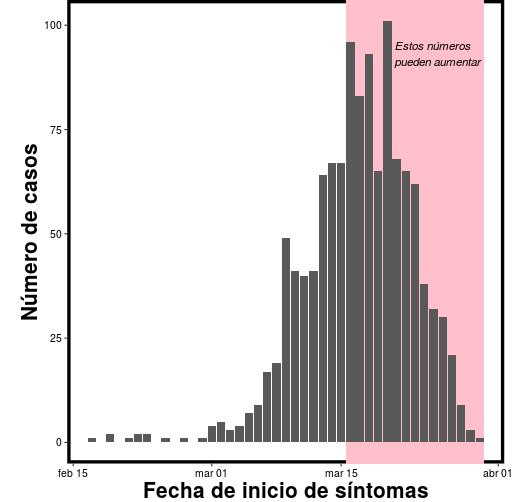 100
Estos números
pueden aumentar
75
50
25
0
Número de casos
feb 15
mar 01
mar 15
abr 01
Fecha de inicio de síntomas